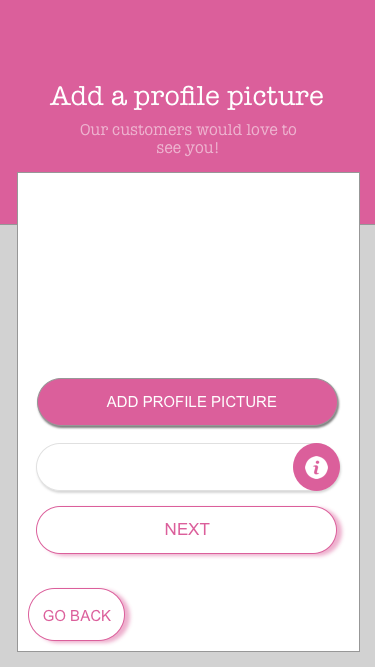 Add a profile picture
Our customers would love to
see you!
ADD PROFILE PICTURE
i
NEXT
GO BACK